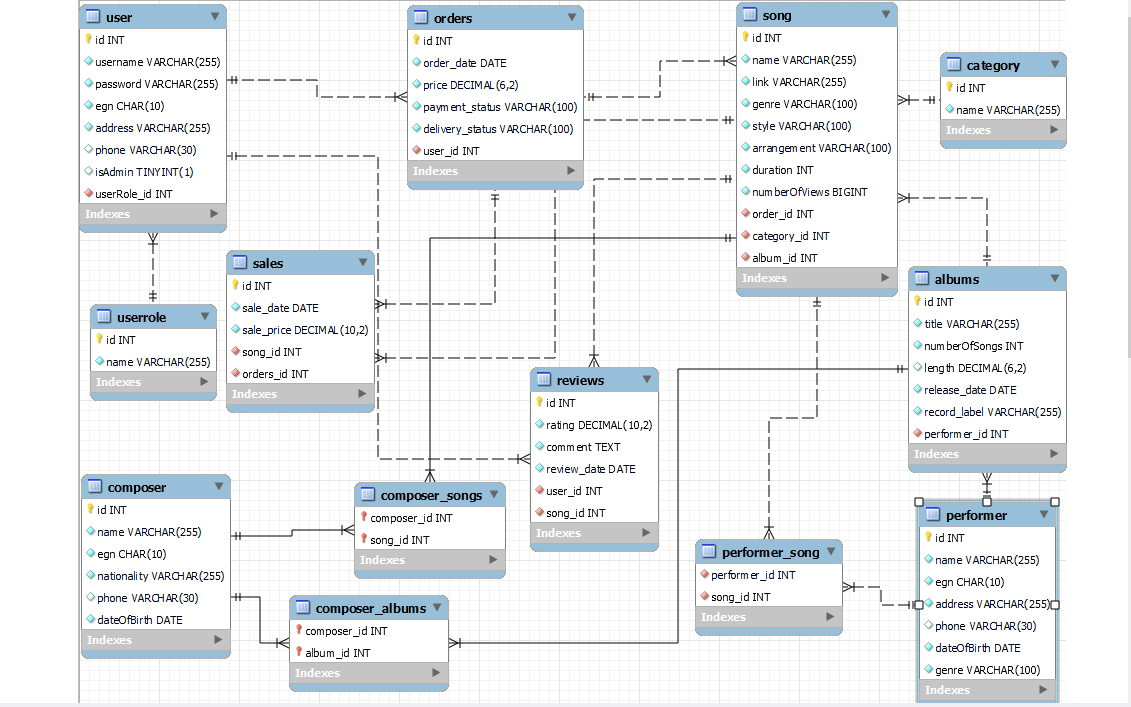 user
id INT
username VARCHAR(255)
password VARCHAR(255)
egn CHAR(10)
address VARCHAR(255)
phone VARCHAR(30)
isAdmin TINYINT(1)
userRole_id INT
Indexes
orders
id INT
order_date DATE
price DECIMAL(6,2)
payment_status VARCHAR(100)
delivery_status VARCHAR(100)
user_id INT
Indexes
song
id INT
name VARCHAR(255)
link VARCHAR(255)
genre VARCHAR(100)
style VARCHAR(100)
arrangement VARCHAR(100)
duration INT
numberOfViews BIGINT
order_id INT
category_id INT
album_id INT
Indexes
category
id INT
name VARCHAR(255)
Indexes
sales
id INT
sale_date DATE
sale_price DECIMAL(10,2)
song_id INT
orders_id INT
Indexes
userrole
id INT
name VARCHAR(255)
Indexes
albums
id INT
title VARCHAR(255)
numberOfSongs INT
length DECIMAL(6,2)
release_date DATE
record_label VARCHAR(255)
performer_id INT
Indexes
reviews
id INT
rating DECIMAL(10,2)
comment TEXT
review_date DATE
user_id INT
song_id INT
Indexes
composer
id INT
name VARCHAR(255)
egn CHAR(10)
nationality VARCHAR(255)
phone VARCHAR(30)
dateOfBirth DATE
Indexes
composer_songs
composer_id INT
song_id INT
Indexes
composer_albums
composer_id INT
album_id INT
Indexes
performer_song
performer_id INT
song_id INT
Indexes
performer
id INT
name VARCHAR(255)
egn CHAR(10)
address VARCHAR(255)
phone VARCHAR(30)
dateOfBirth DATE
genre VARCHAR(100)
Indexes